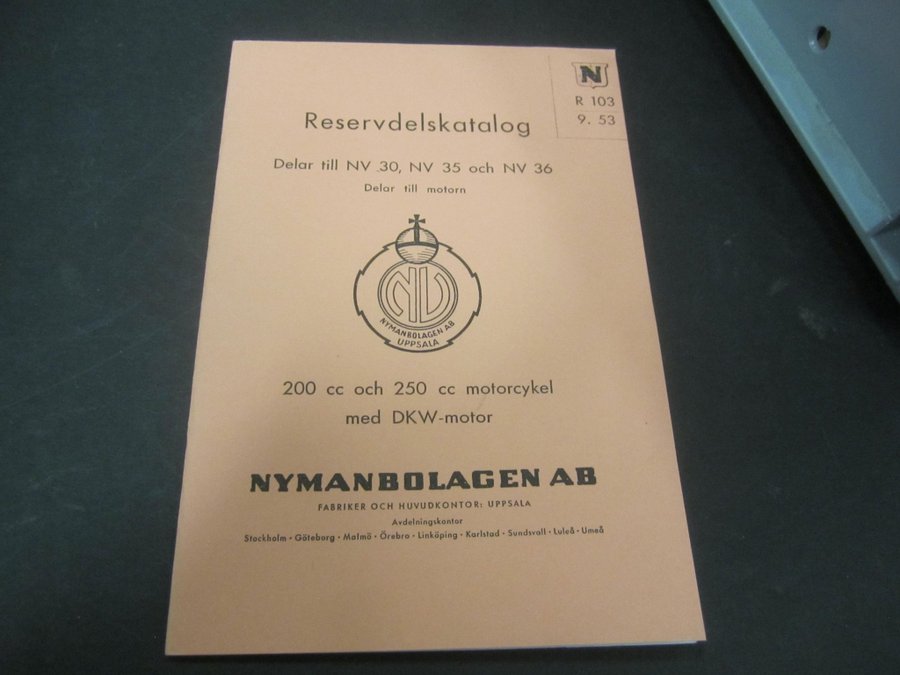 N
R 103
9. 53
Reservdelskatalog
Delar till NV 30, NV 35 och NV 36
Delar till motorn
NV
NYMANBOLAGEN AB
UPPSALA
200 cc och 250 cc motorcykel
med DKW-motor
NYMANBOLAGEN AB
FABRIKER OCH HUVUDKONTOR: UPPSALA
Avdelningskontor
Stockholm · Göteborg · Malmö · Örebro · Linköping · Karlstad · Sundsvall · Luleå · Umeå